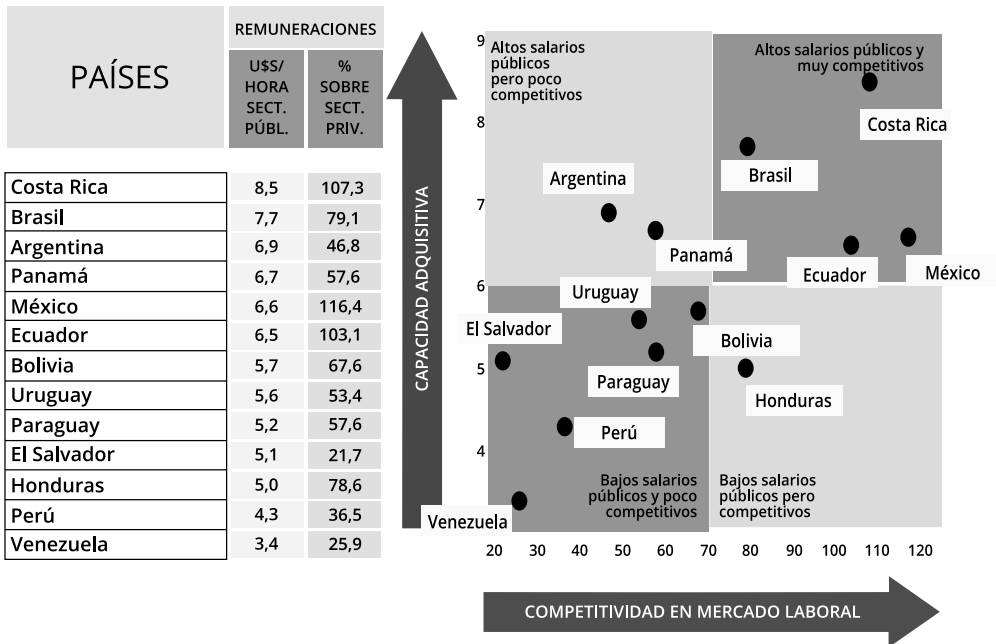 PAÍSES
REMUNERACIONES
U$S/
HORA
SECT.
PÚBL.
%
SOBRE
SECT.
PRIV.
Costa Rica 8,5 107,3
Brasil 7,7 79,1
Argentina 6,9 46,8
Panamá 6,7 57,6
México 6,6 116,4
Ecuador 6,5 103,1
Bolivia 5,7 67,6
Uruguay 5,6 53,4
Paraguay 5,2 57,6
El Salvador 5,1 21,7
Honduras 5,0 78,6
Perú 4,3 36,5
Venezuela 3,4 25,9
CAPACIDAD ADQUISITIVA
9
8
7
6
5
4
Altos salarios
públicos
pero poco
competitivos
Altos salarios públicos y
muy competitivos
Costa Rica
Brasil
Argentina
Panamá
Ecuador
México
Uruguay
El Salvador
Bolivia
Paraguay
Honduras
Perú
Venezuela
Bajos salarios
públicos y poco
competitivos
Bajos salarios
públicos pero
competitivos
20 30 40 50 60 70 80 90 100 110 120
COMPETITIVIDAD EN MERCADO LABORAL